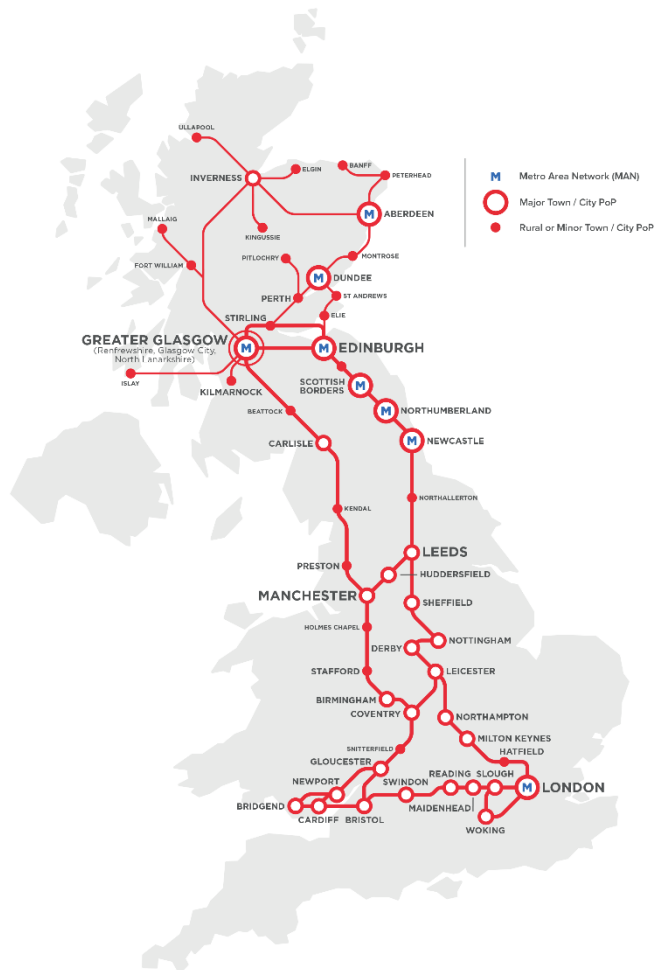 ULLAPOOL
INVERNESS
ELGIN
BANFF
PETERHEAD
M Metro Area Network (MAN)
Major Town / City PoP
Rural or Minor Town / City PoP
M
ABERDEEN
MALLAIG
KINGUSSIE
FORT WILLIAM
PITLOCHRY
MONTROSE
M
DUNDEE
PERTH
ST ANDREWS
STIRLING
ELIE
GREATER GLASGOW
(Renfrewshire, Glasgow City,
North Lanarkshire)
M
M
EDINBURGH
ISLAY
KILMARNOCK
SCOTTISH
BORDERS
M
M
NORTHUMBERLAND
BEATTOCK
CARLISLE
M
NEWCASTLE
NORTHALLERTON
KENDAL
LEEDS
PRESTON
HUDDERSFIELD
MANCHESTER
SHEFFIELD
HOLMES CHAPEL
NOTTINGHAM
DERBY
STAFFORD
LEICESTER
BIRMINGHAM
COVENTRY
NORTHAMPTON
MILTON KEYNES
SNITTERFIELD
HATFIELD
GLOUCESTER
NEWPORT
SWINDON
READING
SLOUGH
M
LONDON
BRIDGEND
CARDIFF
BRISTOL
MAIDENHEAD
WOKING